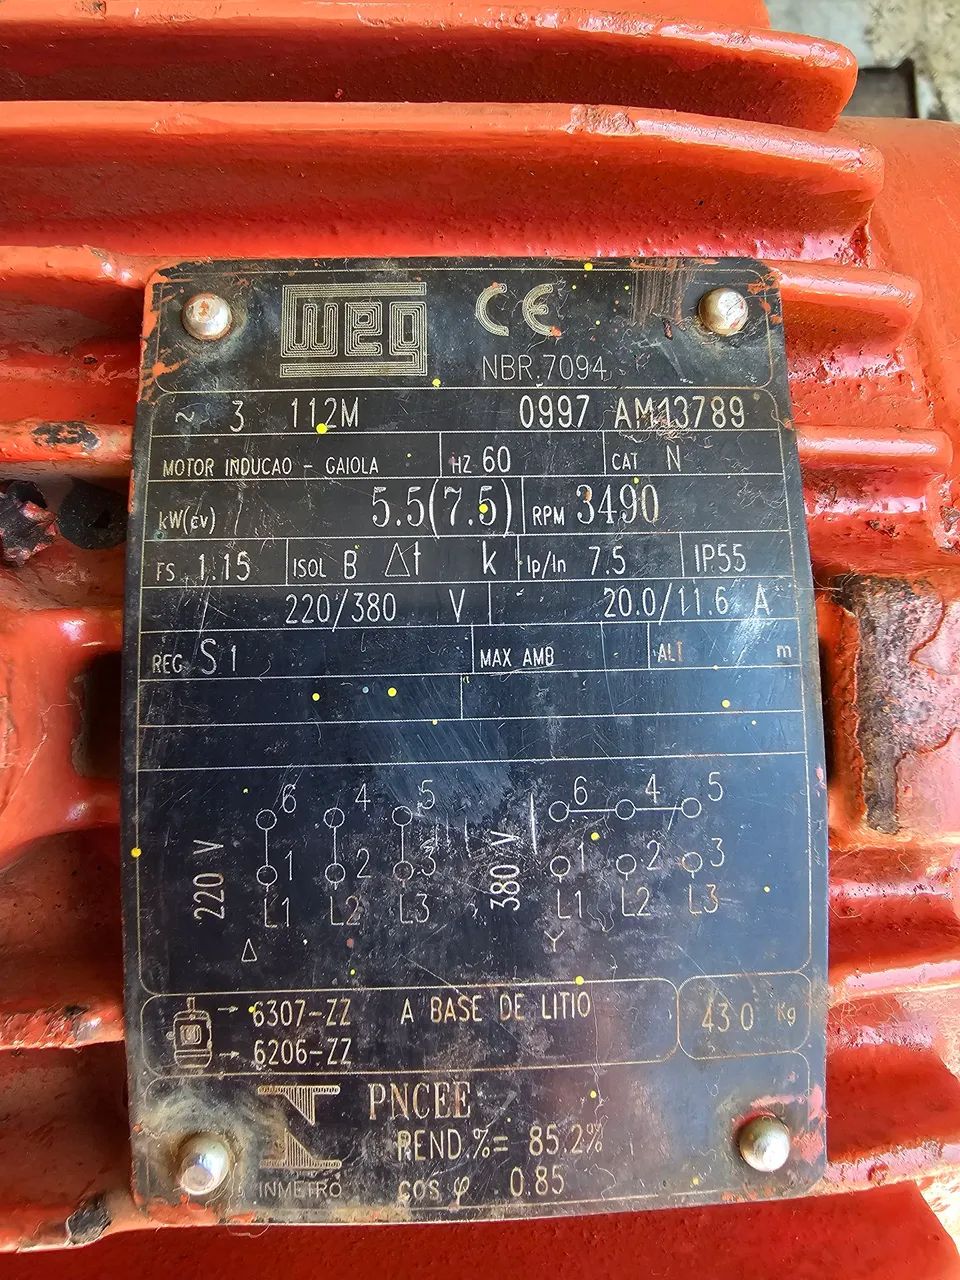 weg CE
NBR.7094
~ 3 112M 0997 AM13789
MOTOR INDUCAO - GAIOLA HZ 60 CAT N
kW(cv) 5.5(7.5) RPM 3490
FS 1.15 ISOL B Δt K Ip/In 7.5 IP55
220/380 V 20.0/11.6 A
REG S1 MAX AMB ALT m
6 4 5 6 4 5
220 V 1 2 3 380 V 1 2 3
L1 L2 L3 L1 L2 L3
Δ Y
6307-ZZ A BASE DE LITIO 43.0 Kg
6206-ZZ
PNCEE
REND.%= 85.2%
INMETRO cos φ 0.85